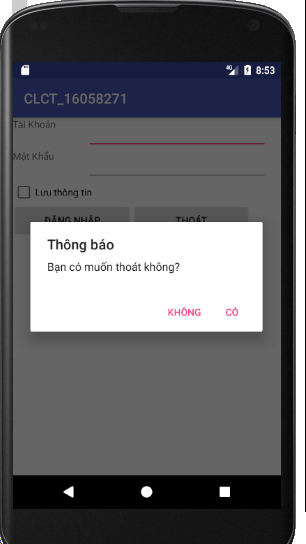 4G 8:53
CLCT_16058271
Tài Khoản
Mật Khẩu
Lưu thông tin
ĐĂNG NHẬP THOÁT
Thông báo
Bạn có muốn thoát không?
KHÔNG CÓ